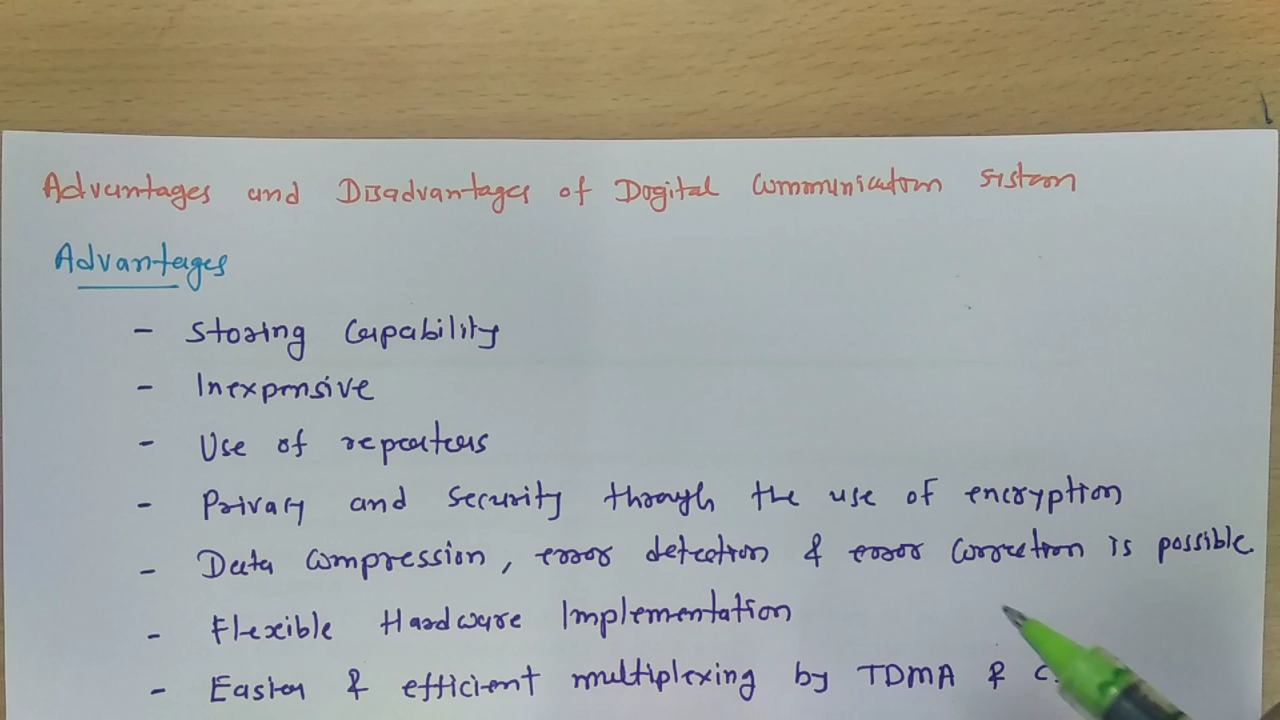 Advantages and Disadvantages of Digital Communication System
Advantages
- Storing Capability
- Inexpensive
- Use of repeaters
- Privacy and Security through the use of encryption
- Data Compression, error detection & error correction is possible.
- Flexible Hardware Implementation
- Easier & efficient multiplexing by TDMA &